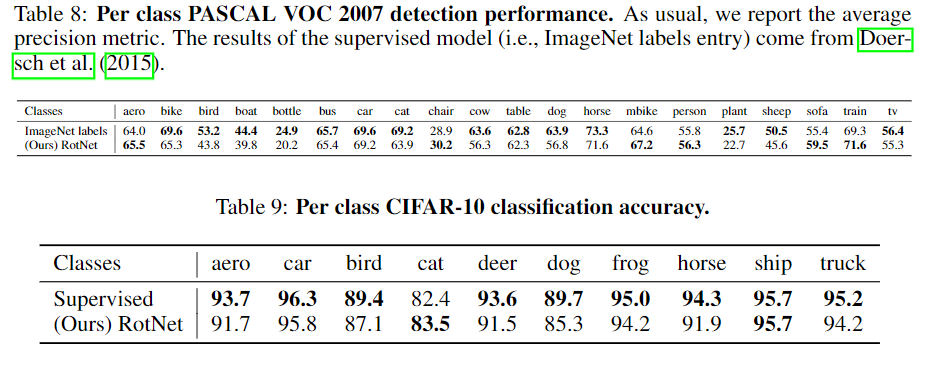 Table 8: Per class PASCAL VOC 2007 detection performance. As usual, we report the average
precision metric. The results of the supervised model (i.e., ImageNet labels entry) come from Doer-
sch et al. (2015).
Classes aero bike bird boat bottle bus car cat chair cow table dog horse mbike person plant sheep sofa train tv
ImageNet labels 64.0 69.6 53.2 44.4 24.9 65.7 69.6 69.2 28.9 63.6 62.8 63.9 73.3 64.6 55.8 25.7 50.5 55.4 69.3 56.4
(Ours) RotNet 65.5 65.3 43.8 39.8 20.2 65.4 69.2 63.9 30.2 56.3 62.3 56.8 71.6 67.2 56.3 22.7 45.6 59.5 71.6 55.3
Table 9: Per class CIFAR-10 classification accuracy.
Classes aero car bird cat deer dog frog horse ship truck
Supervised 93.7 96.3 89.4 82.4 93.6 89.7 95.0 94.3 95.7 95.2
(Ours) RotNet 91.7 95.8 87.1 83.5 91.5 85.3 94.2 91.9 95.7 94.2